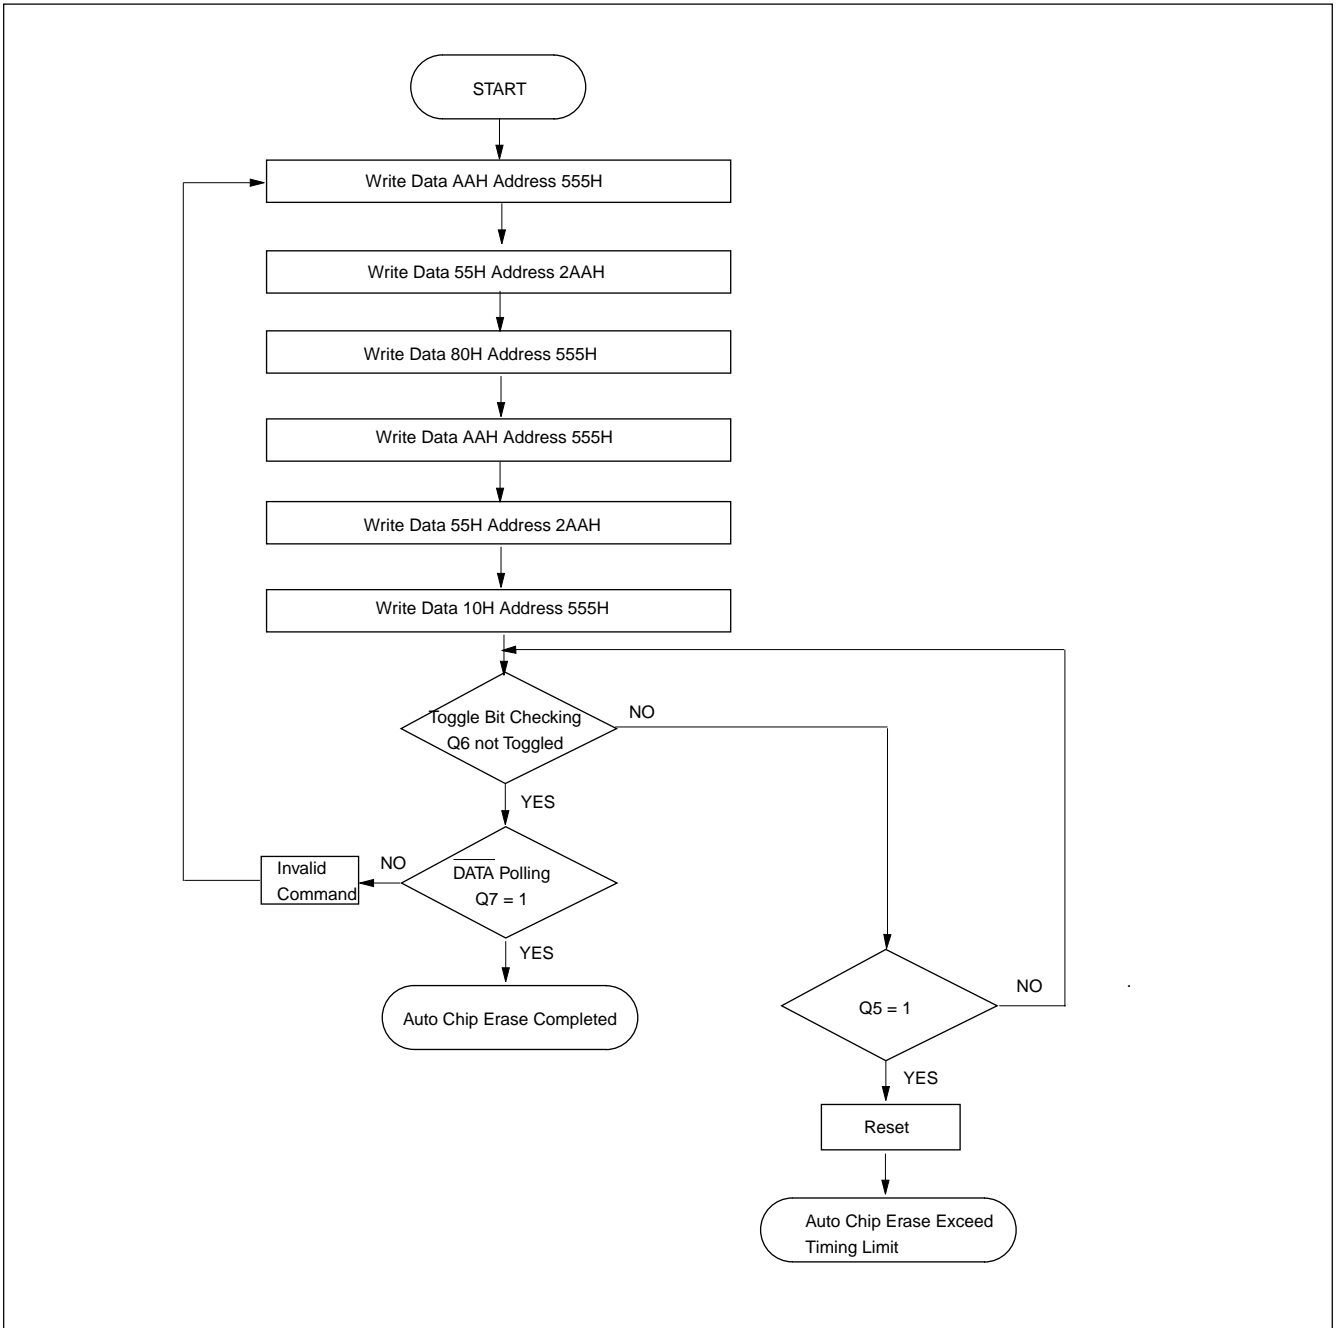 START
Write Data AAH Address 555H
Write Data 55H Address 2AAH
Write Data 80H Address 555H
Write Data AAH Address 555H
Write Data 55H Address 2AAH
Write Data 10H Address 555H
Toggle Bit Checking
Q6 not Toggled
NO
YES
Invalid
Command
NO
DATA Polling
Q7 = 1
YES
Auto Chip Erase Completed
Q5 = 1
NO
YES
Reset
Auto Chip Erase Exceed
Timing Limit